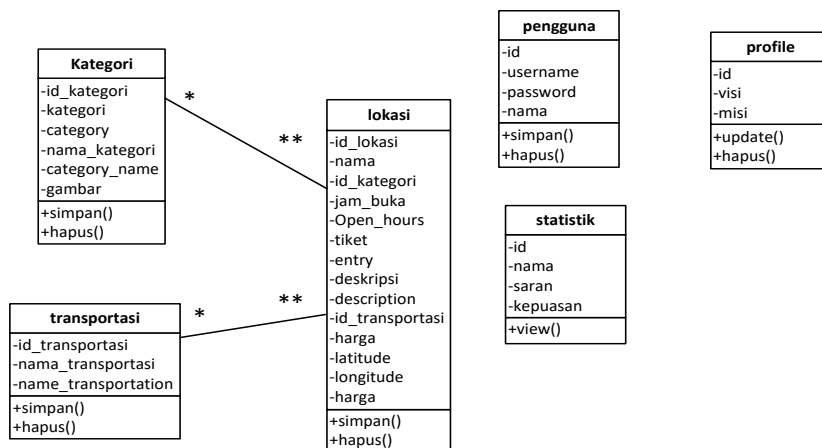 Kategori
-id_kategori
-kategori
-category
-nama_kategori
-category_name
-gambar
+simpan()
+hapus()
*
**
lokasi
-id_lokasi
-nama
-id_kategori
-jam_buka
-Open_hours
-tiket
-entry
-deskripsi
-description
-id_transportasi
-harga
-latitude
-longitude
-harga
+simpan()
+hapus()
transportasi
-id_transportasi
-nama_transportasi
-name_transportation
+simpan()
+hapus()
*
**
pengguna
-id
-username
-password
-nama
+simpan()
+hapus()
profile
-id
-visi
-misi
+update()
+hapus()
statistik
-id
-nama
-saran
-kepuasan
+view()